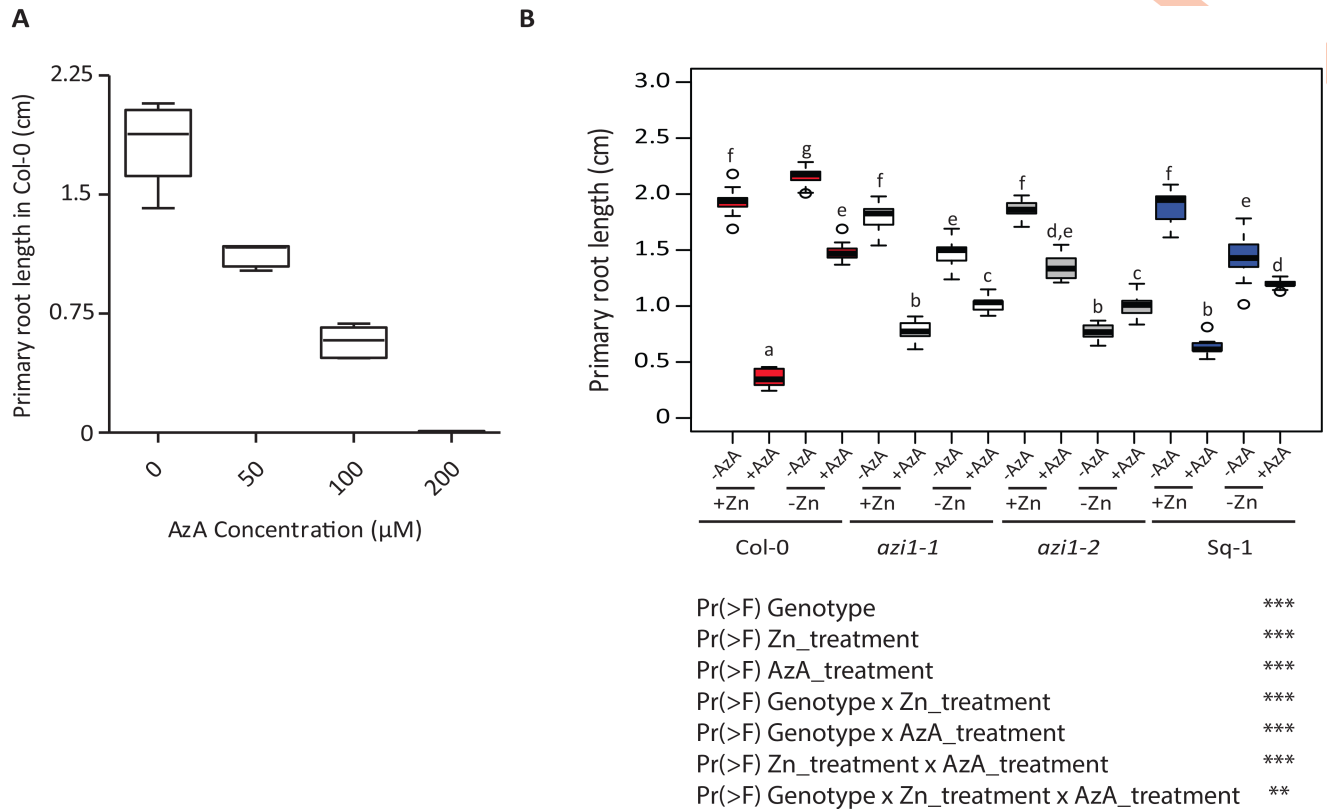 A
Primary root length in Col-0 (cm)
2.25
1.5
0.75
0
0 50 100 200
AzA Concentration (µM)
B
Primary root length (cm)
3.0
2.5
2.0
1.5
1.0
0.5
0
f a g e f b e c f d,e b c f b e d
-AzA +AzA -AzA +AzA -AzA +AzA -AzA +AzA -AzA +AzA -AzA +AzA -AzA +AzA -AzA +AzA
+Zn -Zn +Zn -Zn +Zn -Zn +Zn -Zn
Col-0 azi1-1 azi1-2 Sq-1
Pr(>F) Genotype ***
Pr(>F) Zn_treatment ***
Pr(>F) AzA_treatment ***
Pr(>F) Genotype x Zn_treatment ***
Pr(>F) Genotype x AzA_treatment ***
Pr(>F) Zn_treatment x AzA_treatment ***
Pr(>F) Genotype x Zn_treatment x AzA_treatment **